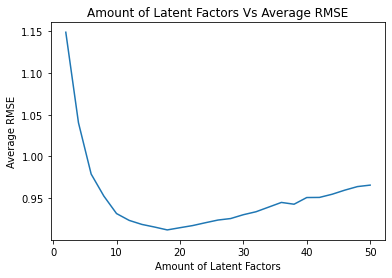 Amount of Latent Factors Vs Average RMSE
1.15
1.10
1.05
1.00
0.95
Average RMSE
0 10 20 30 40 50
Amount of Latent Factors